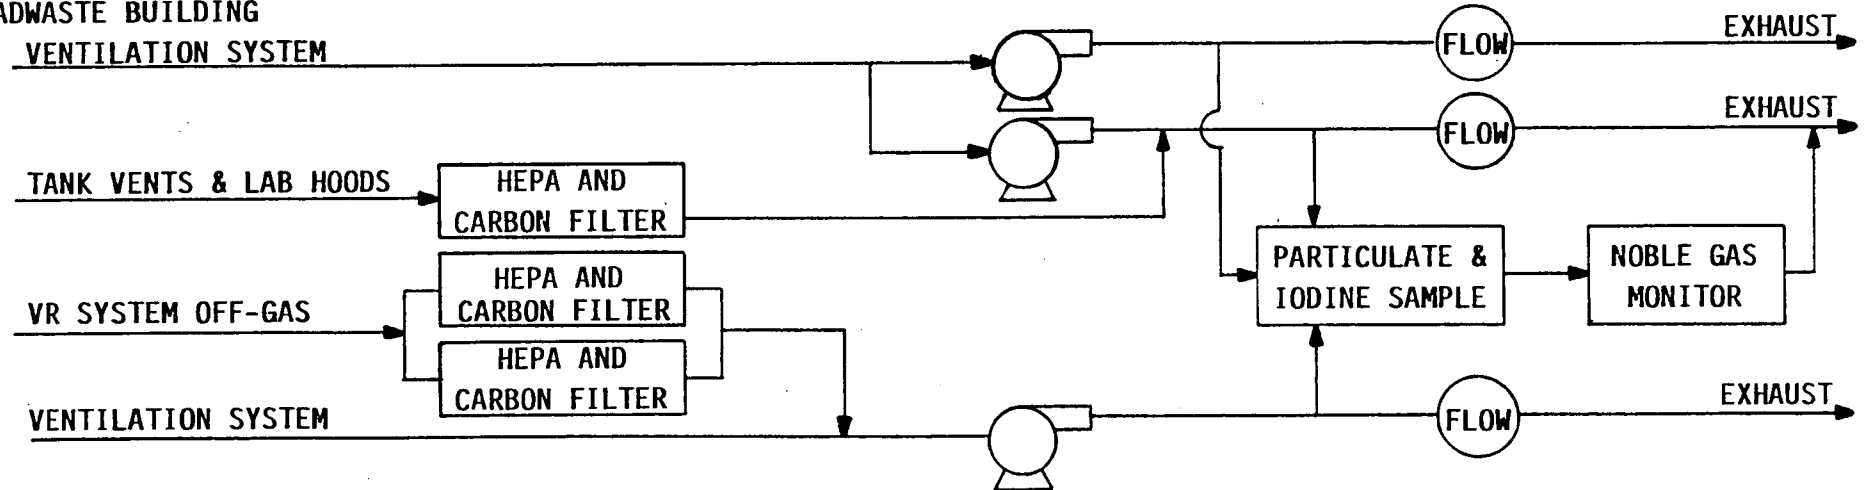 ADWASTE BUILDING
VENTILATION SYSTEM
FLOW
EXHAUST
FLOW
EXHAUST
TANK VENTS & LAB HOODS
HEPA AND
CARBON FILTER
VR SYSTEM OFF-GAS
HEPA AND
CARBON FILTER
HEPA AND
CARBON FILTER
PARTICULATE &
IODINE SAMPLE
NOBLE GAS
MONITOR
VENTILATION SYSTEM
FLOW
EXHAUST